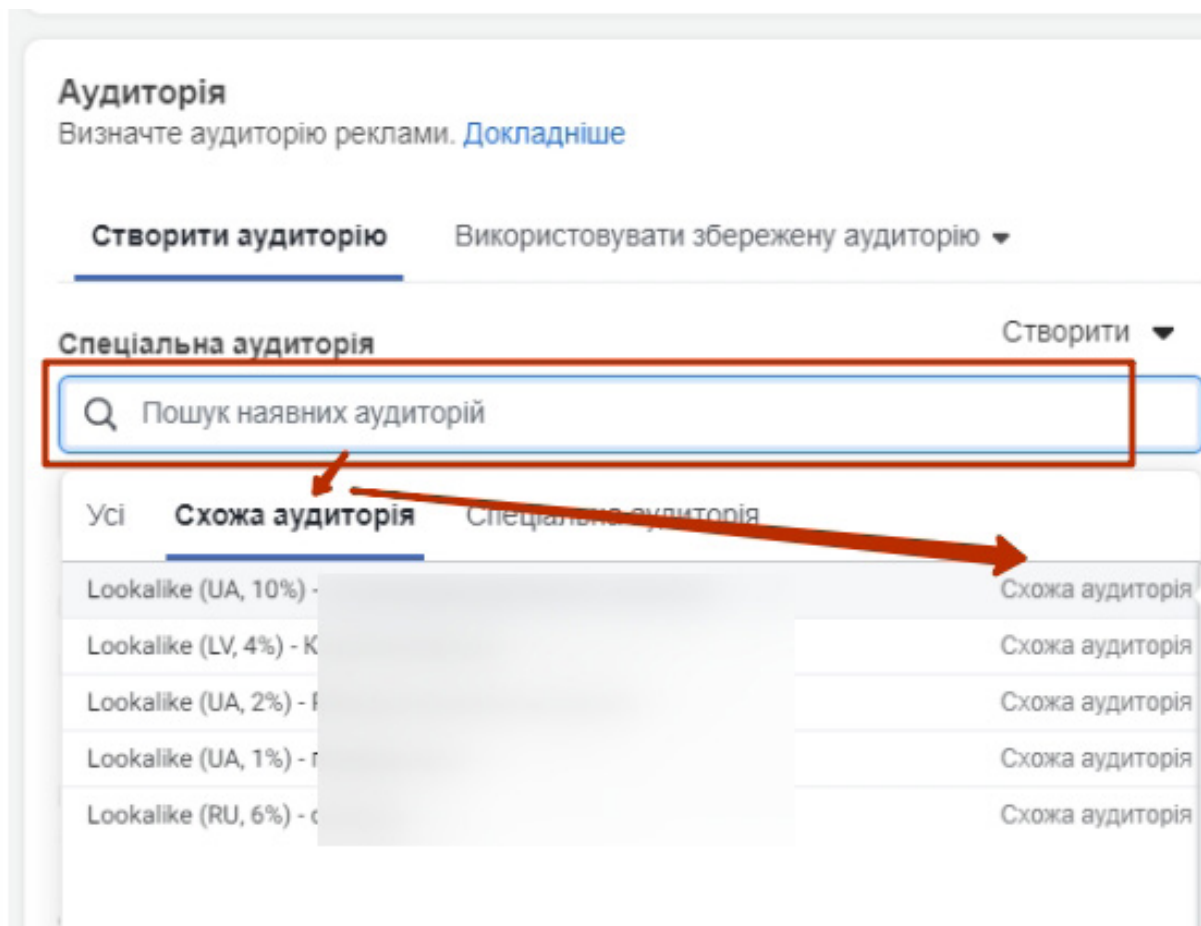 Аудиторія
Визначте аудиторію реклами. Докладніше
Створити аудиторію Використовувати збережену аудиторію
Спеціальна аудиторія Створити
Пошук наявних аудиторій
Усі Схожа аудиторія Спеціальна аудиторія
Lookalike (UA, 10%) - Схожа аудиторія
Lookalike (LV, 4%) - К Схожа аудиторія
Lookalike (UA, 2%) - Схожа аудиторія
Lookalike (UA, 1%) - Схожа аудиторія
Lookalike (RU, 6%) - Схожа аудиторія